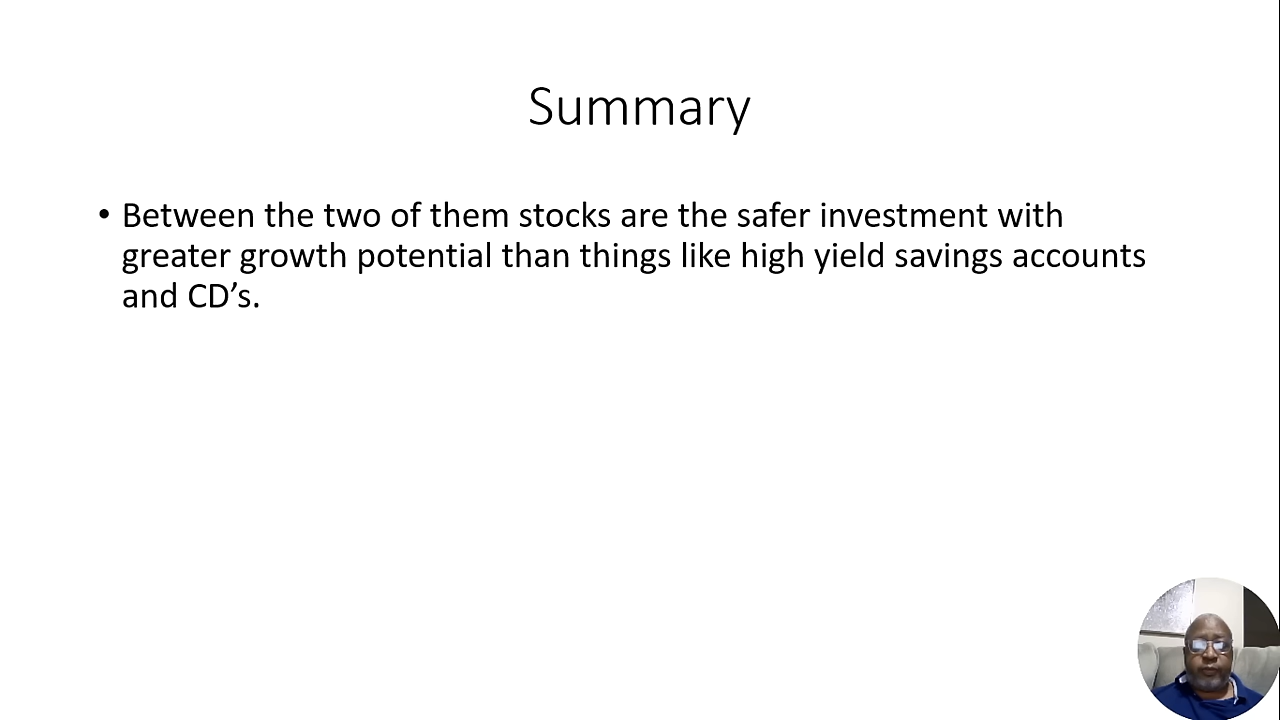 Summary
• Between the two of them stocks are the safer investment with
greater growth potential than things like high yield savings accounts
and CD’s.